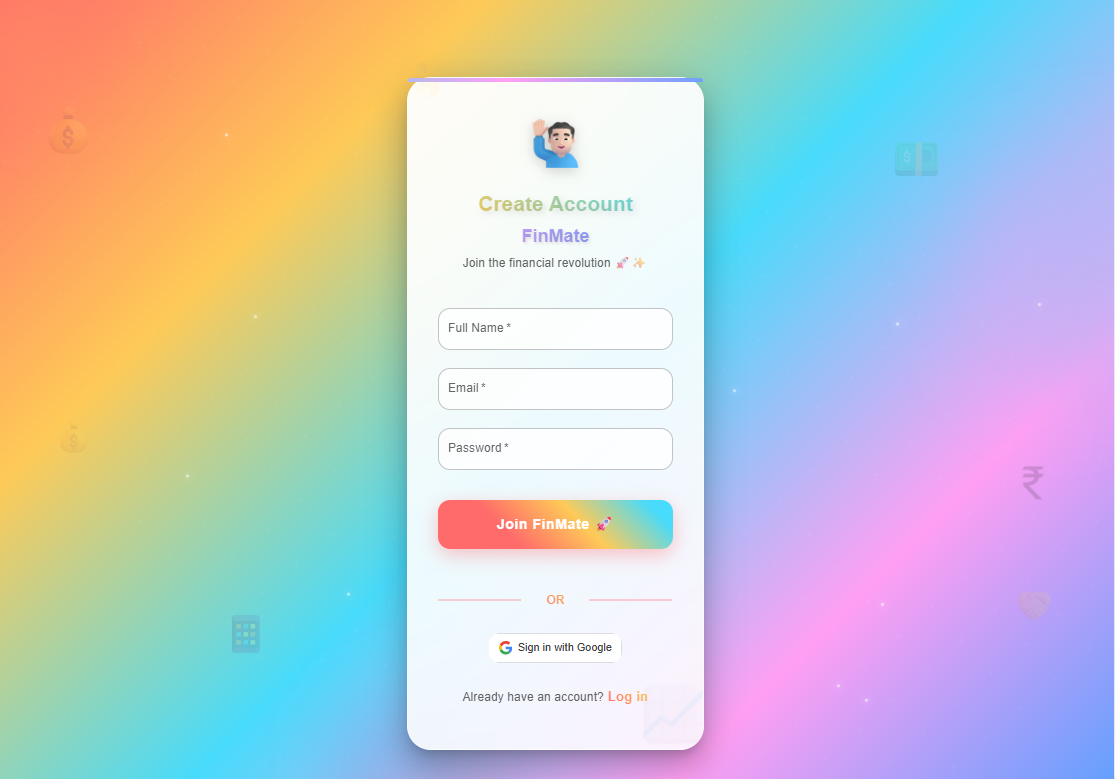 Create Account
FinMate
Join the financial revolution 🚀 ✨
Full Name *
Email *
Password *
Join FinMate 🚀
OR
Sign in with Google
Already have an account? Log in